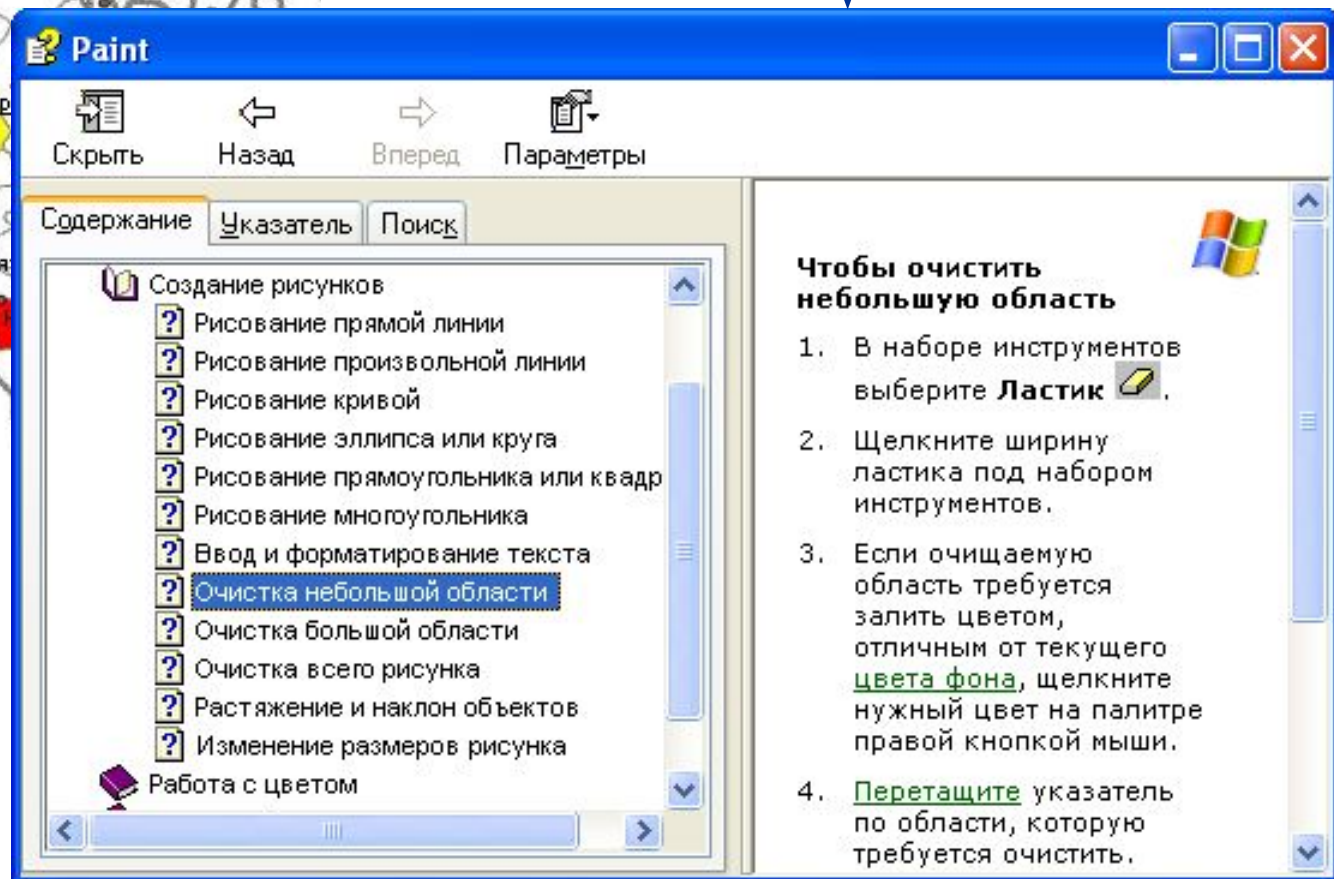 Paint
Скрыть Назад Вперед Параметры
Содержание Указатель Поиск
Создание рисунков
Рисование прямой линии
Рисование произвольной линии
Рисование кривой
Рисование эллипса или круга
Рисование прямоугольника или квадр
Рисование многоугольника
Ввод и форматирование текста
Очистка небольшой области
Очистка большой области
Очистка всего рисунка
Растяжение и наклон объектов
Изменение размеров рисунка
Работа с цветом
Чтобы очистить
небольшую область
1. В наборе инструментов
выберите Ластик .
2. Щелкните ширину
ластика под набором
инструментов.
3. Если очищаемую
область требуется
залить цветом,
отличным от текущего
цвета фона, щелкните
нужный цвет на палитре
правой кнопкой мыши.
4. Перетащите указатель
по области, которую
требуется очистить.